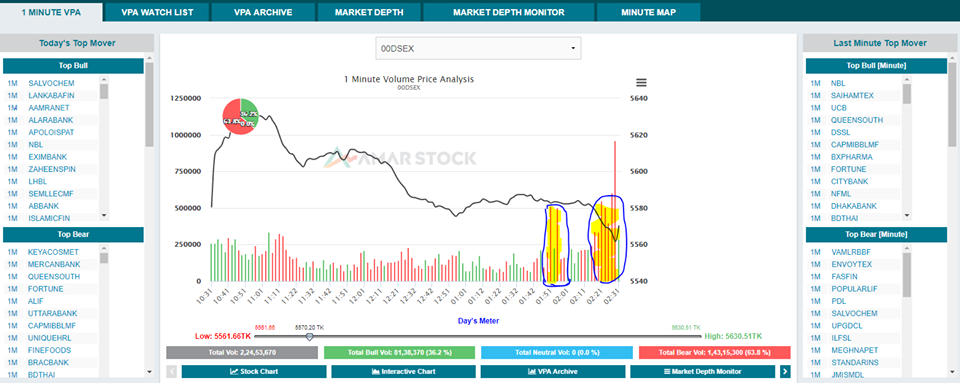 1 MINUTE VPA
VPA WATCH LIST
VPA ARCHIVE
MARKET DEPTH
MARKET DEPTH MONITOR
MINUTE MAP
Today's Top Mover
Top Bull
1M SALVOCHEM
1M LANKABAFIN
1M AAMRANET
1M ALARABANK
1M APOLOISPAT
1M NBL
1M EXIMBANK
1M ZAHEENSPIN
1M LHBL
1M SEMLLECMF
1M ABBANK
1M ISLAMICFIN
Top Bear
1M KEYACOSMET
1M MERCANBANK
1M QUEENSOUTH
1M FORTUNE
1M ALIF
1M UTTARABANK
1M CAPMIBBLMF
1M UNIQUEHRL
1M FINEFOODS
1M BRACBANK
1M BDTHAI
00DSEX
1 Minute Volume Price Analysis
00DSEX
1250000
1000000
750000
500000
250000
0
5640
5620
5600
5580
5560
5540
36.2%
63.8%
0.0%
AMAR STOCK
10:31 10:41 10:51 11:01 11:11 11:22 11:32 11:42 11:51 12:01 12:11 12:22 12:32 12:42 12:51 01:01 01:12 01:22 01:32 01:42 01:51 02:01 02:11 02:21 02:31
Day's Meter
Low: 5561.66TK
5561.66
5570.20 TK
5630.51 TK
High: 5630.51TK
Total Vol: 2,24,53,670
Total Bull Vol: 81,38,370 (36.2 %)
Total Neutral Vol: 0 (0.0 %)
Total Bear Vol: 1,43,15,300 (63.8 %)
Stock Chart
Interactive Chart
VPA Archive
Market Depth Monitor
Last Minute Top Mover
Top Bull [Minute]
1M NBL
1M SAIHAMTEX
1M UCB
1M QUEENSOUTH
1M DSSL
1M CAPMIBBLMF
1M BXPHARMA
1M FORTUNE
1M CITYBANK
1M NFML
1M DHAKABANK
1M BDTHAI
Top Bear [Minute]
1M VAMLRBBF
1M ENVOYTEX
1M FASFIN
1M POPULARLIF
1M PDL
1M SALVOCHEM
1M UPGDCL
1M ILFSL
1M MEGHNAPET
1M STANDARINS
1M JMISMDL